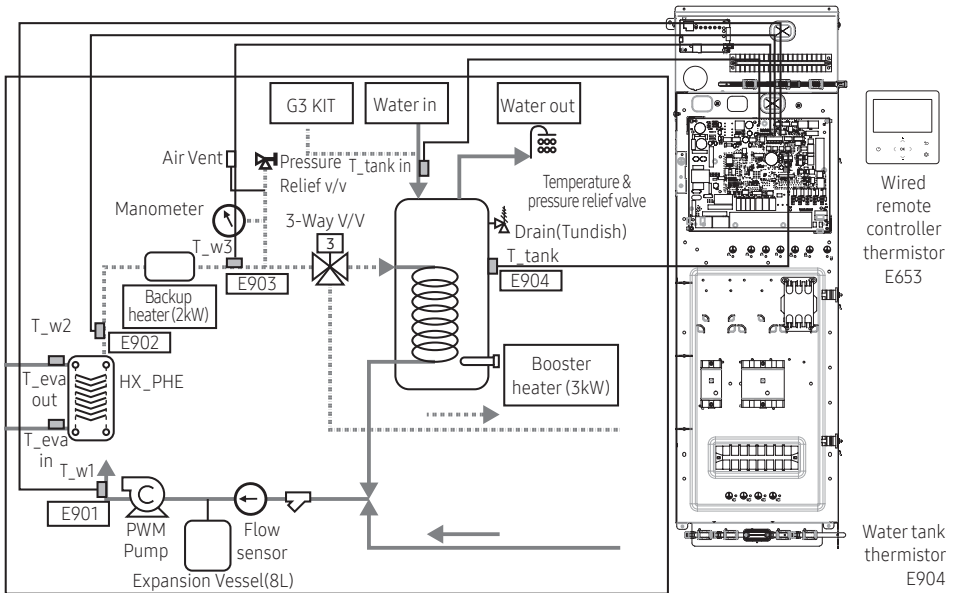 G3 KIT
Water in
Water out
Air Vent
Pressure
Relief v/v
T_tank in
Temperature &
pressure relief valve
Manometer
3-Way V/V
Drain(Tundish)
T_w3
3
T_tank
E903
E904
Backup
heater (2kW)
T_w2
E902
T_eva
out
HX_PHE
Booster
heater (3kW)
T_eva
in
T_w1
E901
C
PWM
Pump
Flow
sensor
Expansion Vessel(8L)
OK
Wired
remote
controller
thermistor
E653
Water tank
thermistor
E904